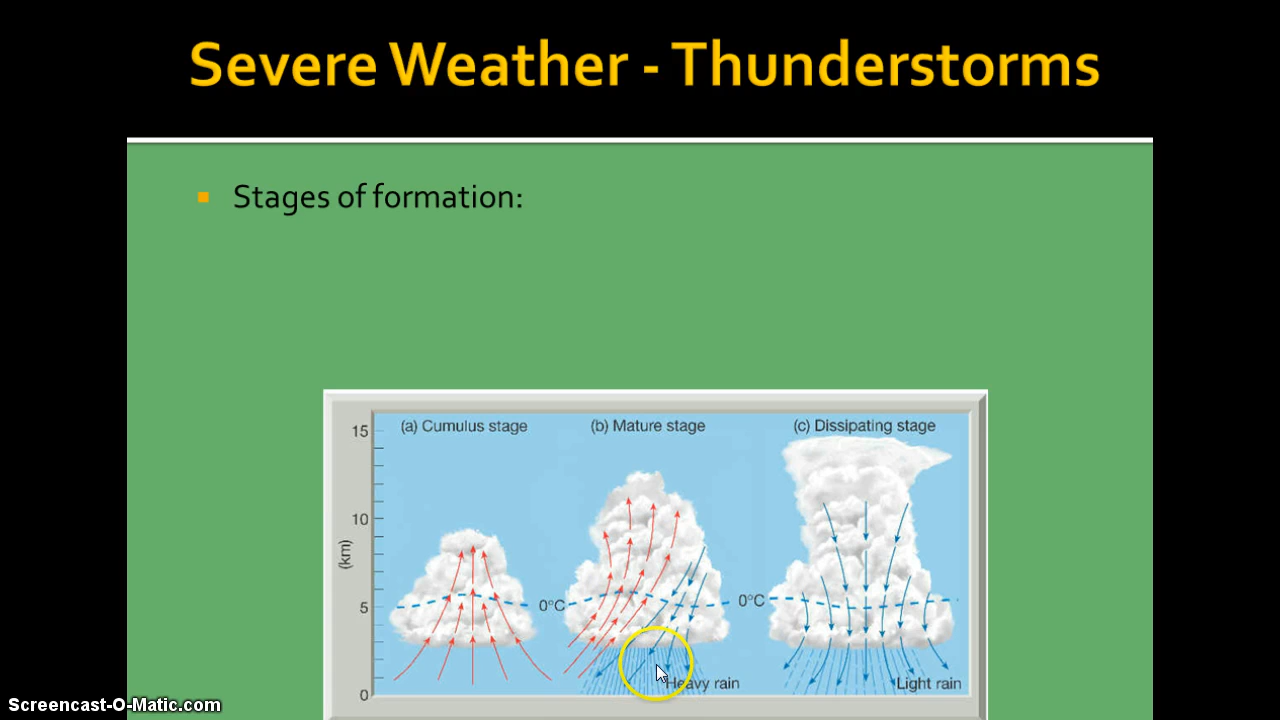 Severe Weather - Thunderstorms
Stages of formation:
(a) Cumulus stage (b) Mature stage (c) Dissipating stage
15
10
(km)
5 0°C 0°C
Heavy rain Light rain
0
Screencast-O-Matic.com